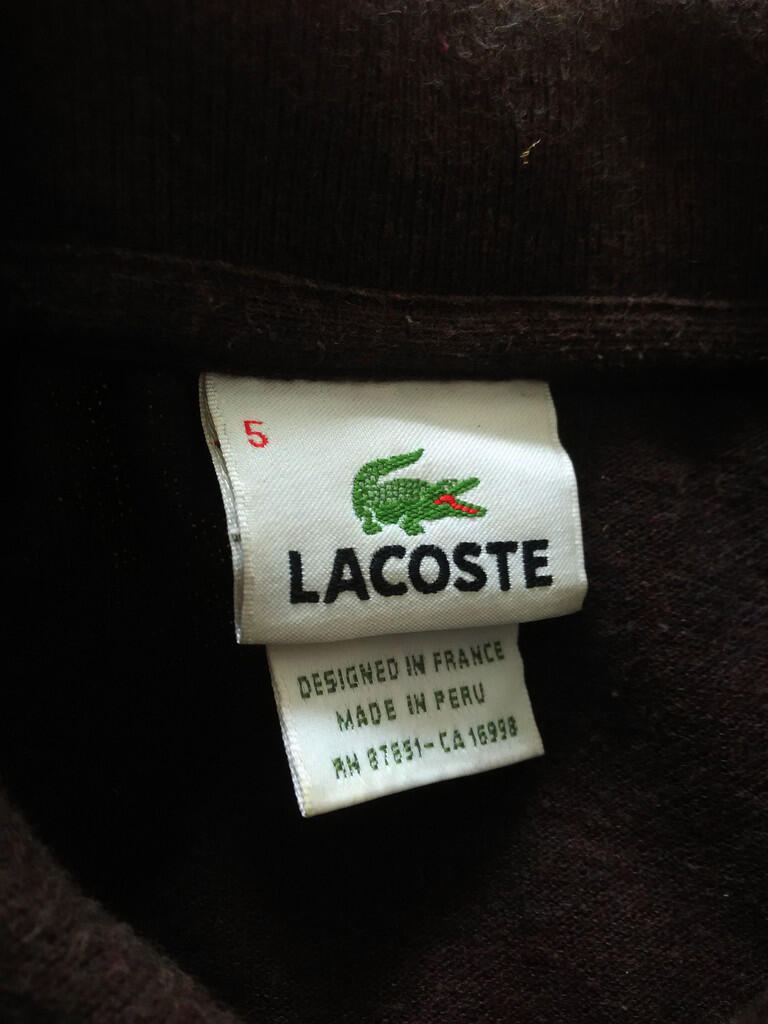 5
LACOSTE
DESIGNED IN FRANCE
MADE IN PERU
RN 87651-CA 16998